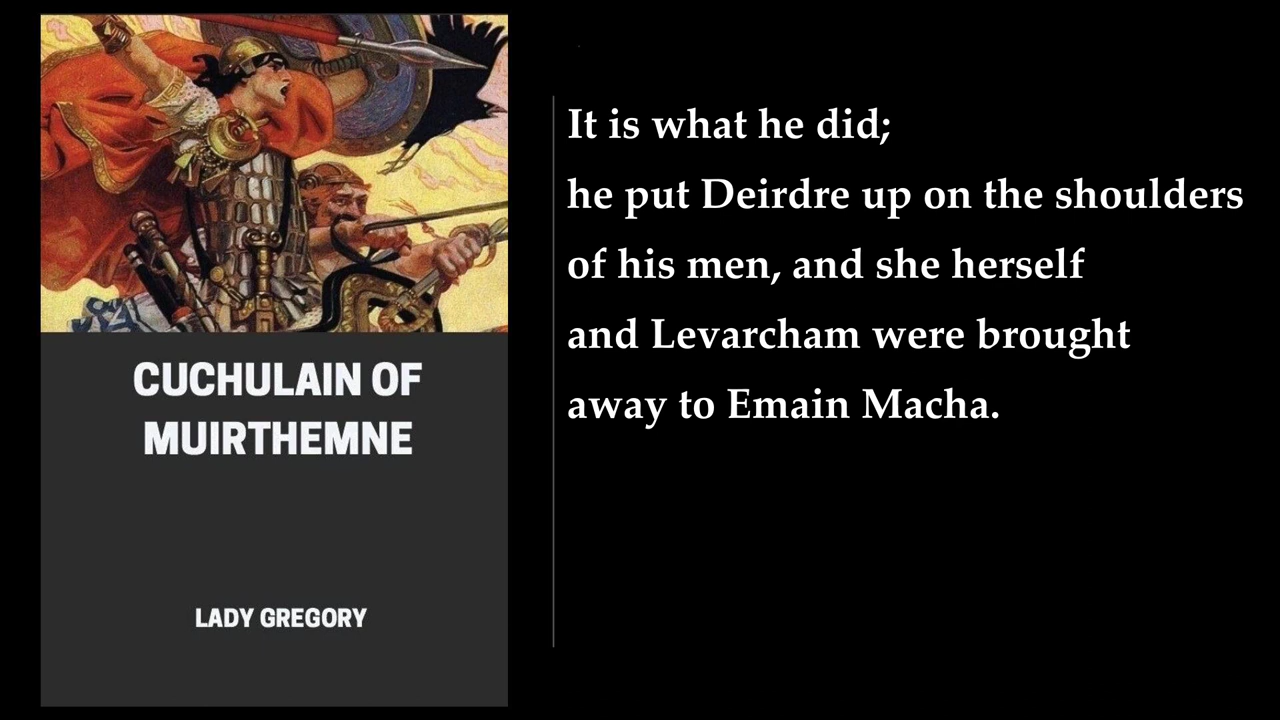 CUCHULAIN OF
MUIRTHEMNE
LADY GREGORY
It is what he did;
he put Deirdre up on the shoulders
of his men, and she herself
and Levarcham were brought
away to Emain Macha.